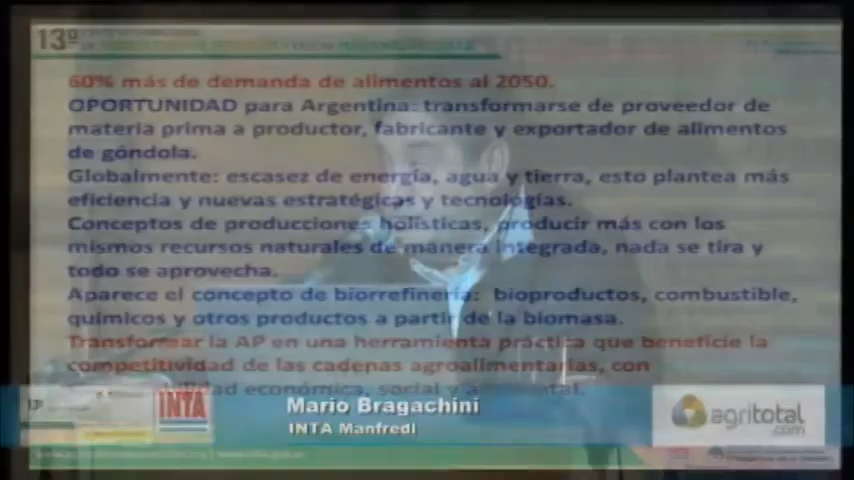 13º
60% más de demanda de alimentos al 2050.
OPORTUNIDAD para Argentina: transformarse de proveedor de
materia prima a productor, fabricante y exportador de alimentos
de góndola.
Globalmente: escasez de energía, agua y tierra, esto plantea más
eficiencia y nuevas estratégicas y tecnologías.
Conceptos de producciones holísticas, producir más con los
mismos recursos naturales de manera integrada, nada se tira y
todo se aprovecha.
Aparece el concepto de biorrefinería: bioproductos, combustible,
químicos y otros productos a partir de la biomasa.
Transformar la AP en una herramienta práctica que beneficie la
competitividad de las cadenas agroalimentarias, con
económica, social y
13º
INTA
Mario Bragachini
INTA Manfredi
agritotal
.com